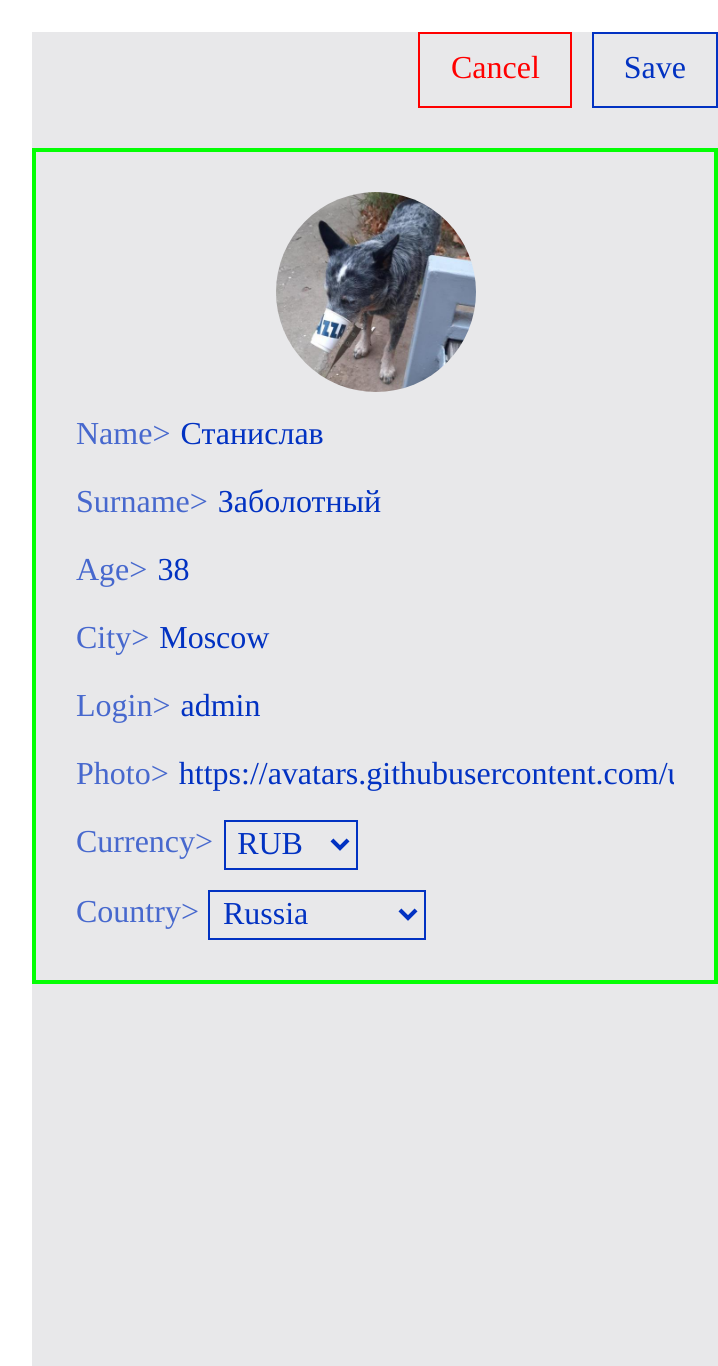 Cancel Save
Name> Станислав
Surname> Заболотный
Age> 38
City> Moscow
Login> admin
Photo> https://avatars.githubusercontent.com/u
Currency> RUB
Country> Russia